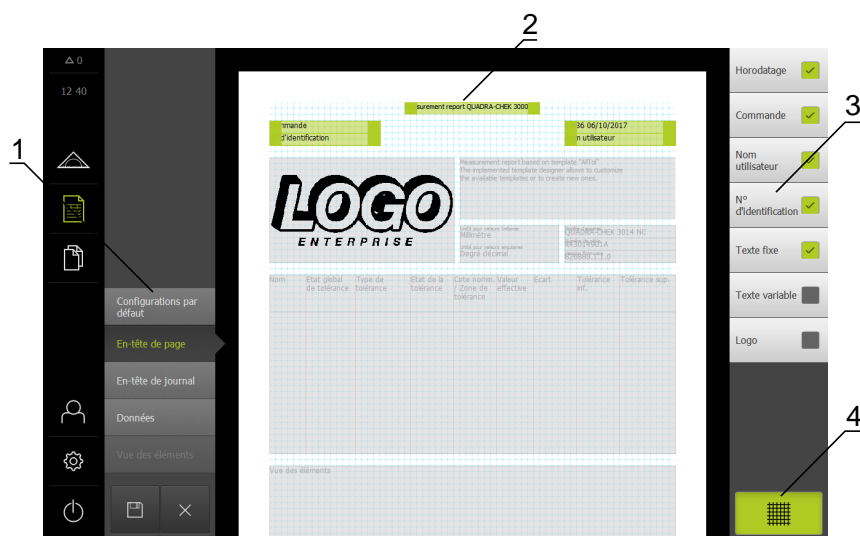 2
0
12 40
1
Configurations par
défaut
En-tête de page
En-tête de journal
Données
Vue des éléments
surement report QUADRA-CHEK 3000
mmande
d'identification
36 06/10/2017
n utilisateur
LOGO
ENTERPRISE
Measurement report based on template "Affial"
The implemented template designer allows to customize
the available templates or to create new ones.
Millimètre
Degré décimal
QUADRA-CHEK 3014 NC
Nom
Etat global
de tolérance
Type de
tolérance
Etat de la
tolérance
Cote nomin.
/ Zone de
tolérance
Valeur
effective
Ecart
Tolérance
inf.
Tolérance sup.
Vue des éléments
Horodatage
Commande
3
Nom
utilisateur
N°
d'identification
Texte fixe
Texte variable
Logo
4